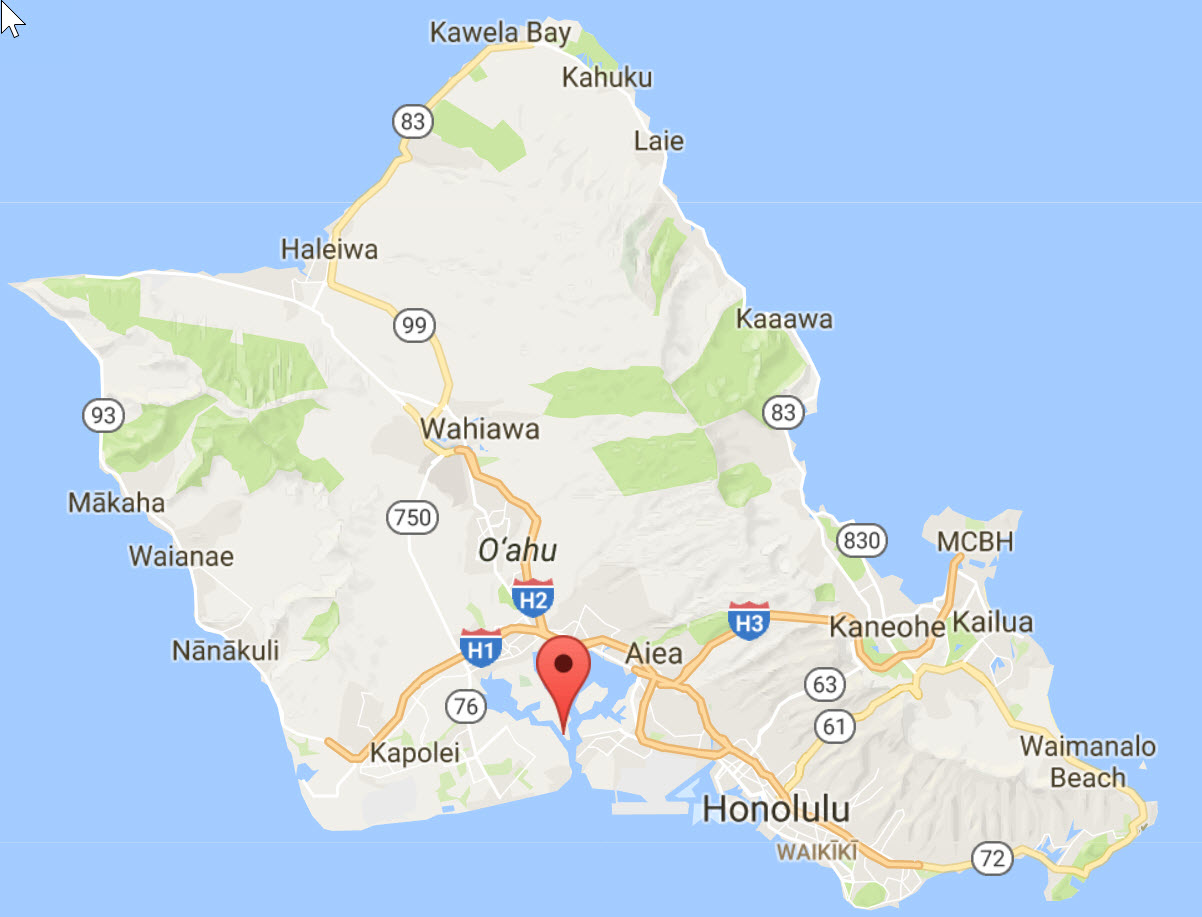 Kawela Bay
Kahuku
83
Laie
Haleiwa
Kaaawa
99
93
83
Wahiawa
Mākaha
750
830
MCBH
Waianae
Oʻahu
H2
H3
Kaneohe
Kailua
Nānākuli
H1
Aiea
63
76
61
Kapolei
Waimanalo
Beach
Honolulu
WAIKĪKĪ
72